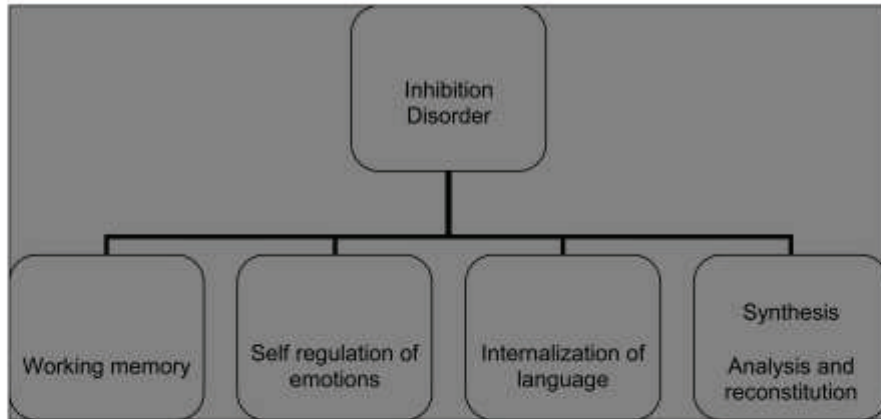 Inhibition
Disorder
Working memory
Self regulation of
emotions
Internalization of
language
Synthesis
Analysis and
reconstitution